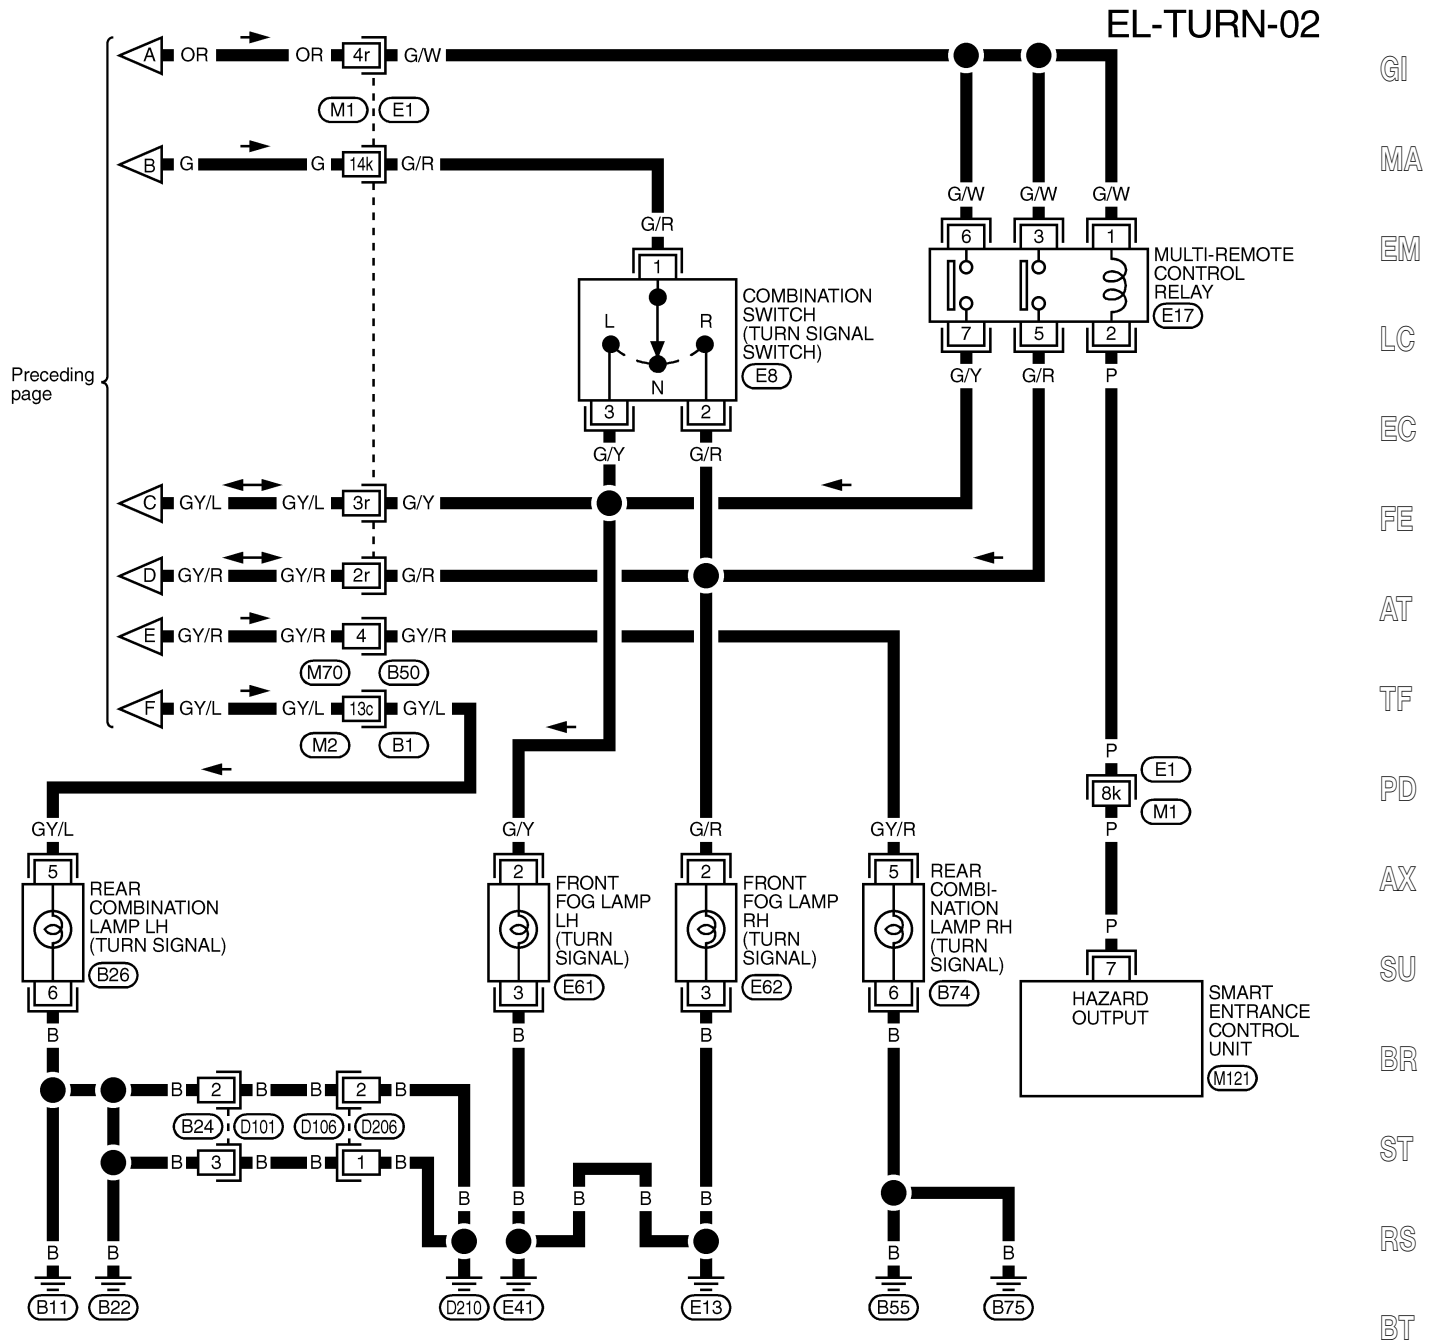 EL-TURN-02
GI
MA
EM
LC
EC
FE
AT
TF
PD
AX
SU
BR
ST
RS
BT
Preceding
page
A OR OR 4r G/W
M1 E1
B G G 14k G/R
G/R
1
L R
N
3 2
G/Y G/R
COMBINATION
SWITCH
(TURN SIGNAL
SWITCH)
E8
G/W G/W G/W
6 3 1
7 5 2
G/Y G/R P
MULTI-REMOTE
CONTROL
RELAY
E17
C GY/L GY/L 3r G/Y
D GY/R GY/R 2r G/R
E GY/R GY/R 4 GY/R
M70 B50
F GY/L GY/L 13c GY/L
M2 B1
P
E1
8k
M1
P
P
7
HAZARD
OUTPUT
SMART
ENTRANCE
CONTROL
UNIT
M121
GY/L
5
REAR
COMBINATION
LAMP LH
(TURN SIGNAL)
B26
6
B
G/Y
2
FRONT
FOG LAMP
LH
(TURN
SIGNAL)
E61
3
B
G/R
2
FRONT
FOG LAMP
RH
(TURN
SIGNAL)
E62
3
B
GY/R
5
REAR
COMBI-
NATION
LAMP RH
(TURN
SIGNAL)
B74
6
B
B 2 B B 2 B
B24 D101 D106 D206
B 3 B B 1 B
B B B B B
B B B B
B11 B22 D210 E41 E13 B55 B75